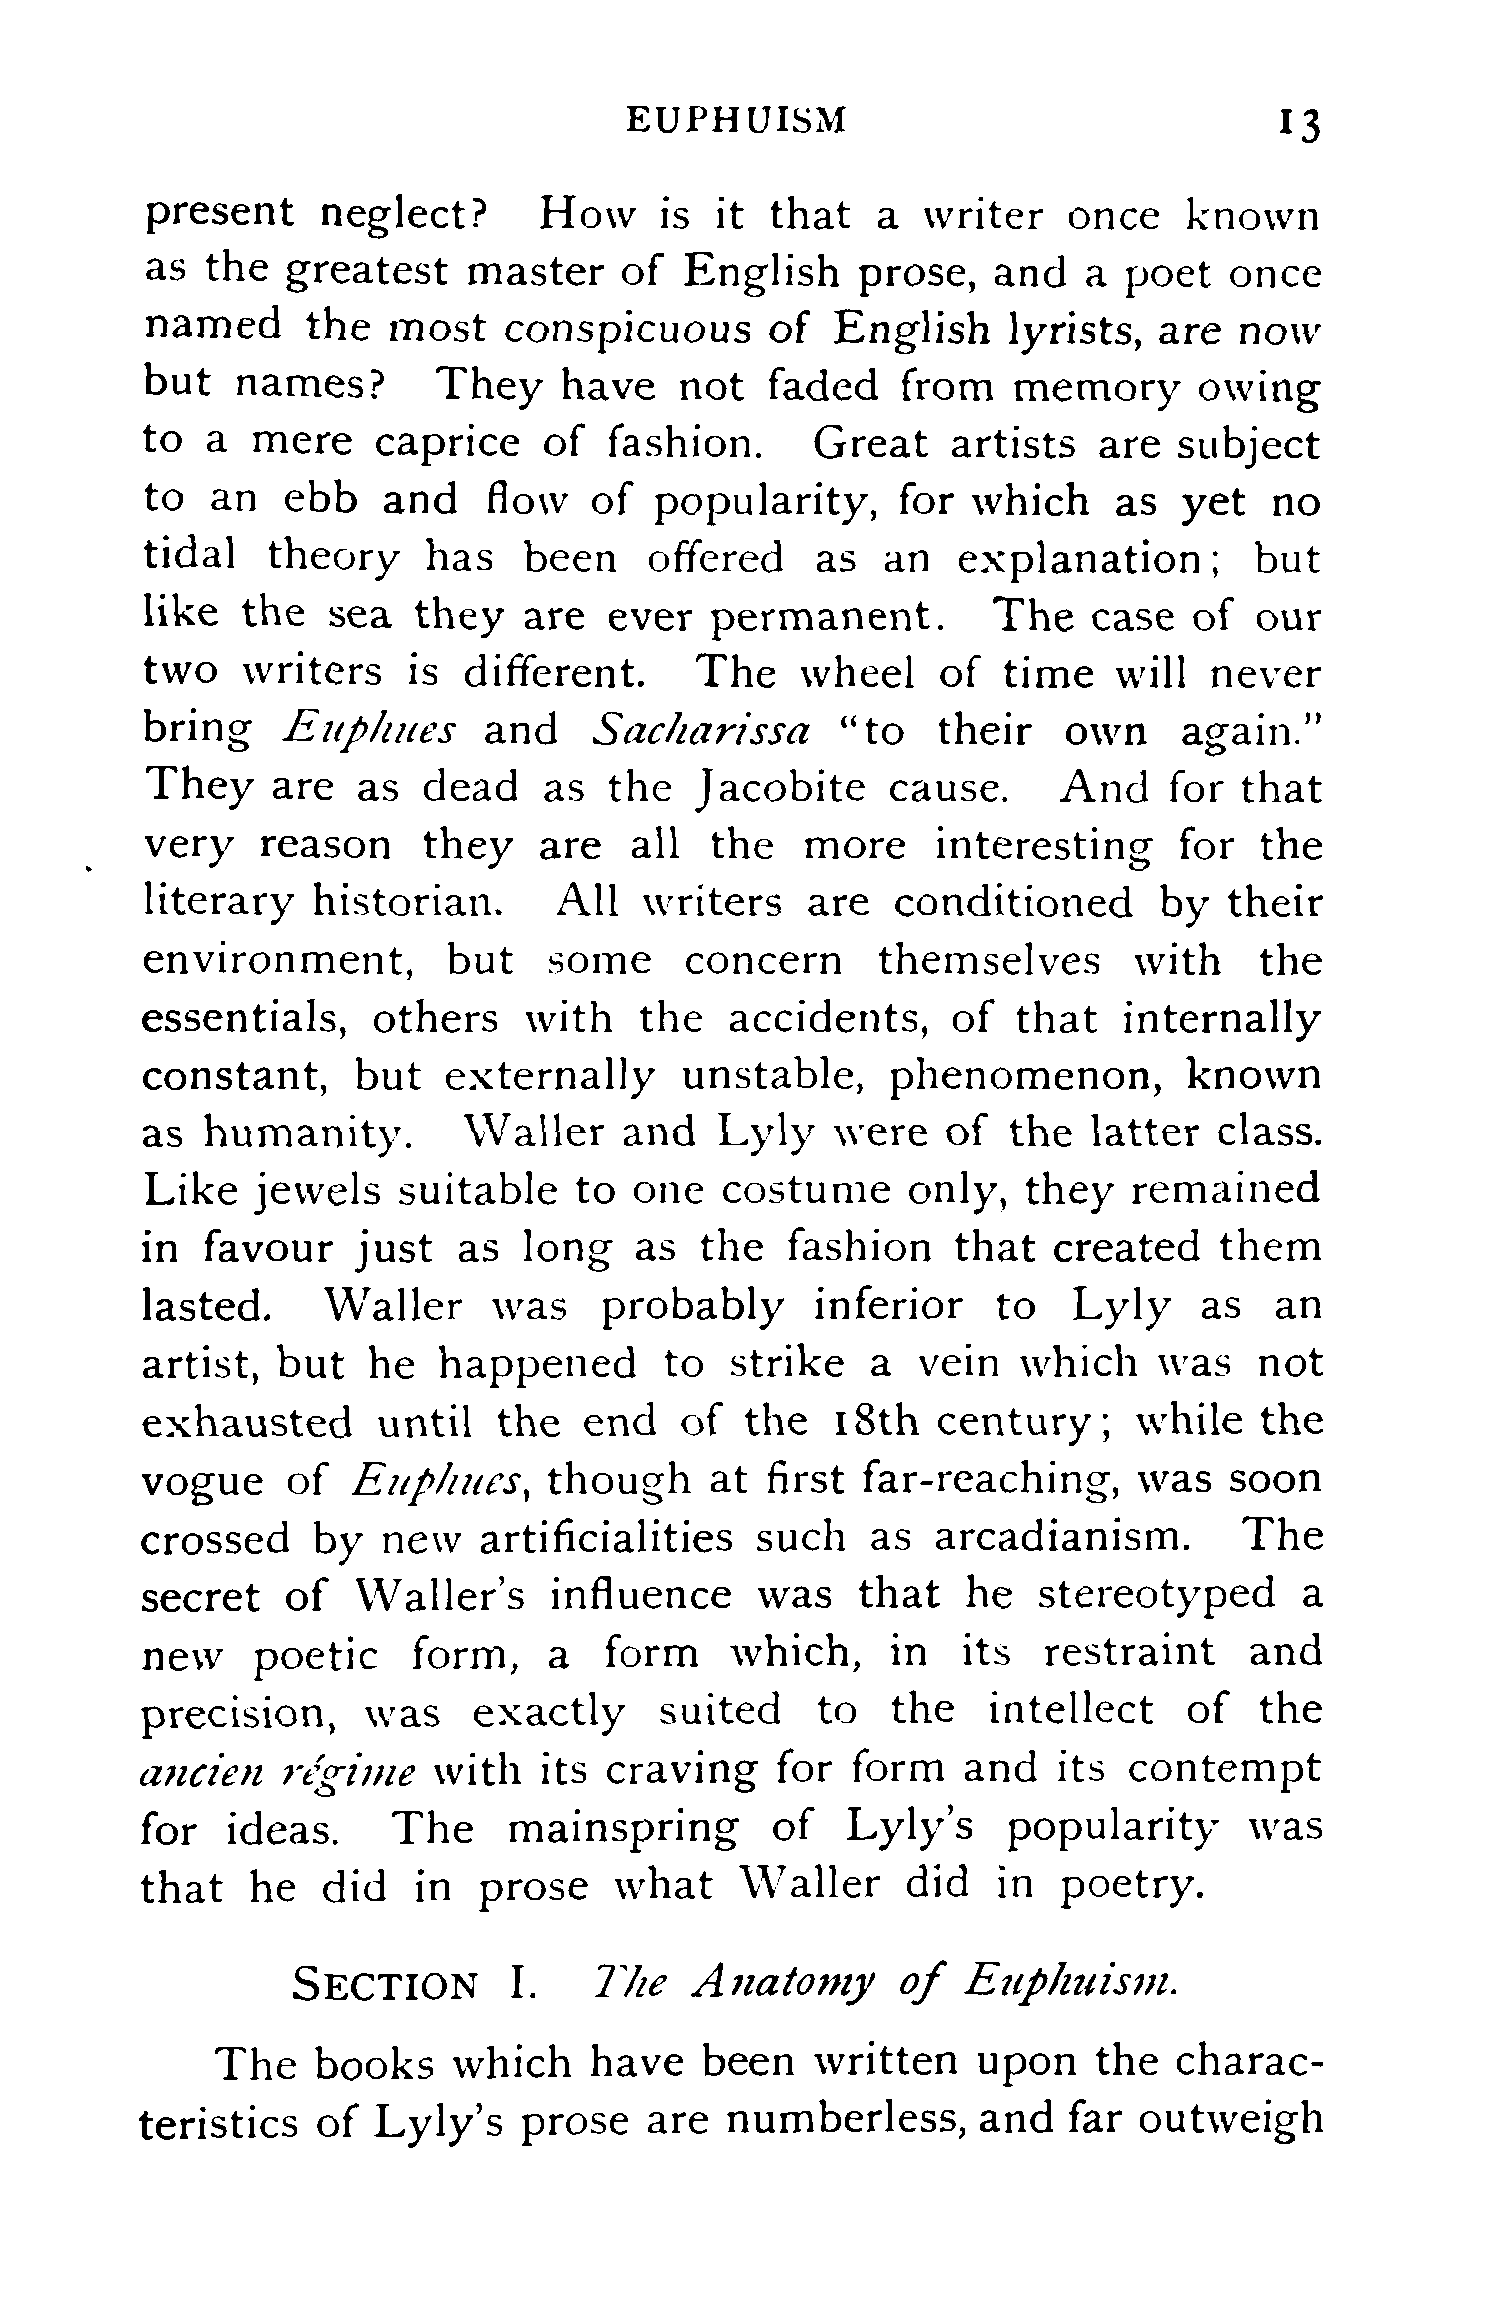 EUPHUISM 13
present neglect? How is it that a writer once known
as the greatest master of English prose, and a poet once
named the most conspicuous of English lyrists, are now
but names? They have not faded from memory owing
to a mere caprice of fashion. Great artists are subject
to an ebb and flow of popularity, for which as yet no
tidal theory has been offered as an explanation; but
like the sea they are ever permanent. The case of our
two writers is different. The wheel of time will never
bring Euphues and Sacharissa "to their own again."
They are as dead as the Jacobite cause. And for that
very reason they are all the more interesting for the
literary historian. All writers are conditioned by their
environment, but some concern themselves with the
essentials, others with the accidents, of that internally
constant, but externally unstable, phenomenon, known
as humanity. Waller and Lyly were of the latter class.
Like jewels suitable to one costume only, they remained
in favour just as long as the fashion that created them
lasted. Waller was probably inferior to Lyly as an
artist, but he happened to strike a vein which was not
exhausted until the end of the 18th century; while the
vogue of Euphues, though at first far-reaching, was soon
crossed by new artificialities such as arcadianism. The
secret of Waller's influence was that he stereotyped a
new poetic form, a form which, in its restraint and
precision, was exactly suited to the intellect of the
ancien régime with its craving for form and its contempt
for ideas. The mainspring of Lyly's popularity was
that he did in prose what Waller did in poetry.
SECTION I. The Anatomy of Euphuism.
The books which have been written upon the charac-
teristics of Lyly's prose are numberless, and far outweigh